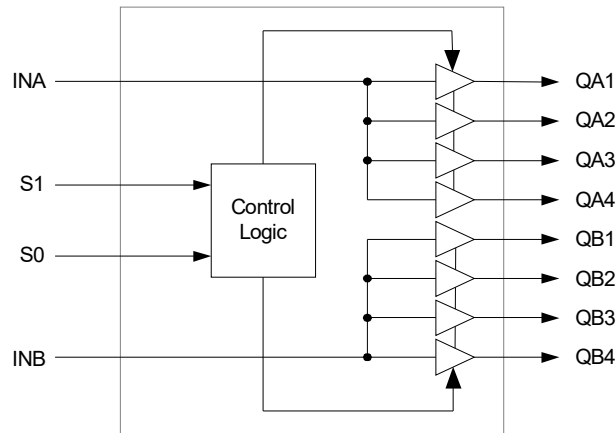 INA
S1
S0
INB
Control
Logic
QA1
QA2
QA3
QA4
QB1
QB2
QB3
QB4